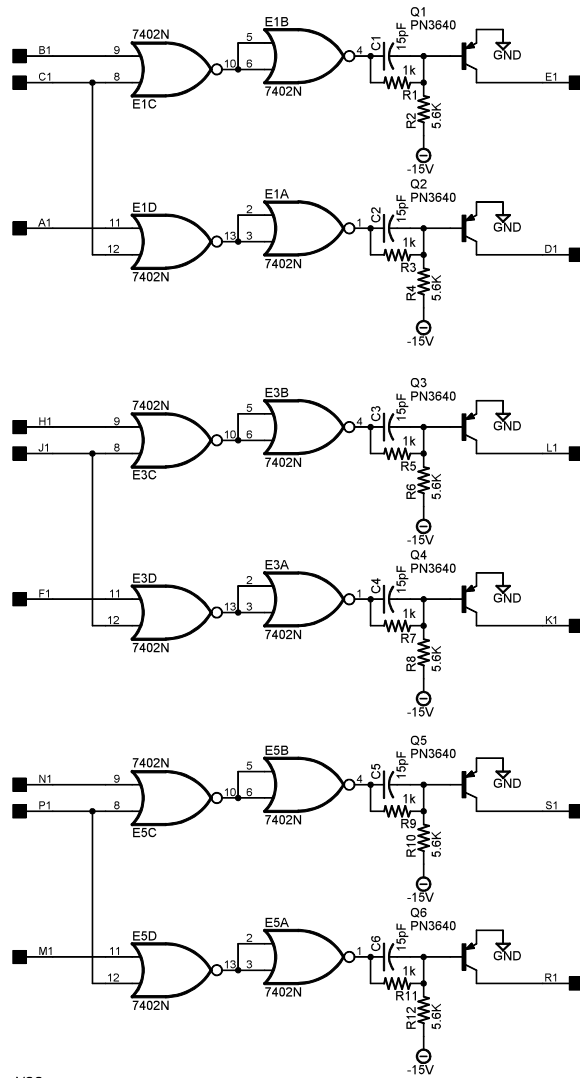 Q1
7402N E1B PN3640
B1 9 5 4 C1 15pF GND
C1 8 10 6 1k E1
E1C 7402N R1
R2 5.6K
-15V
Q2
E1D E1A PN3640
A1 11 2 1 C2 15pF GND
12 13 3 1k D1
7402N 7402N R3
R4 5.6K
-15V
Q3
7402N E3B PN3640
H1 9 5 4 C3 15pF GND
J1 8 10 6 1k L1
E3C 7402N R5
R6 5.6K
-15V
Q4
E3D E3A PN3640
F1 11 2 1 C4 15pF GND
12 13 3 1k K1
7402N 7402N R7
R8 5.6K
-15V
Q5
7402N E5B PN3640
N1 9 5 4 C5 15pF GND
P1 8 10 6 1k S1
E5C 7402N R9
R10 5.6K
-15V
Q6
E5D E5A PN3640
M1 11 2 1 C6 15pF GND
12 13 3 1k R1
7402N 7402N R11
R12 5.6K
-15V